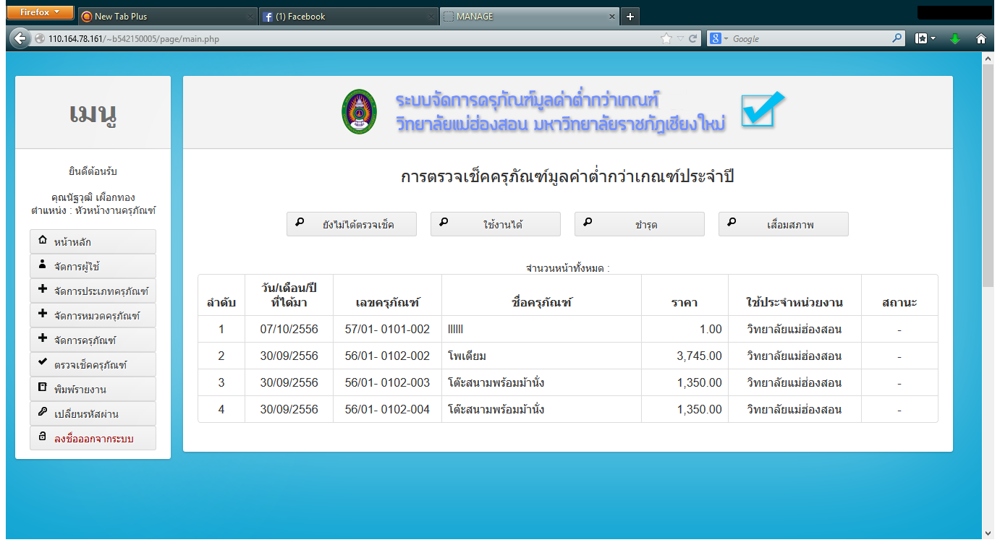 Firefox
New Tab Plus
(1) Facebook
MANAGE
110.164.78.161/~b542150005/page/main.php
Google
เมนู
ยินดีต้อนรับ
คุณนัฐวุฒิ เผือกทอง
ตำแหน่ง : หัวหน้างานครุภัณฑ์
หน้าหลัก
จัดการผู้ใช้
จัดการประเภทครุภัณฑ์
จัดการหมวดครุภัณฑ์
จัดการครุภัณฑ์
ตรวจเช็คครุภัณฑ์
พิมพ์รายงาน
เปลี่ยนรหัสผ่าน
ลงชื่อออกจากระบบ
ระบบจัดการครุภัณฑ์มูลค่าต่ำกว่าเกณฑ์
วิทยาลัยแม่ฮ่องสอน มหาวิทยาลัยราชภัฏเชียงใหม่
การตรวจเช็คครุภัณฑ์มูลค่าต่ำกว่าเกณฑ์ประจำปี
ยังไม่ได้ตรวจเช็ค ใช้งานได้ ชำรุด เสื่อมสภาพ
จำนวนหน้าทั้งหมด :
ลำดับ วัน/เดือน/ปี ที่ได้มา เลขครุภัณฑ์ ชื่อครุภัณฑ์ ราคา ใช้ประจำหน่วยงาน สถานะ
1 07/10/2556 57/01- 0101-002 llllll 1.00 วิทยาลัยแม่ฮ่องสอน -
2 30/09/2556 56/01- 0102-002 โพเดียม 3,745.00 วิทยาลัยแม่ฮ่องสอน -
3 30/09/2556 56/01- 0102-003 โต๊ะสนามพร้อมม้านั่ง 1,350.00 วิทยาลัยแม่ฮ่องสอน -
4 30/09/2556 56/01- 0102-004 โต๊ะสนามพร้อมม้านั่ง 1,350.00 วิทยาลัยแม่ฮ่องสอน -